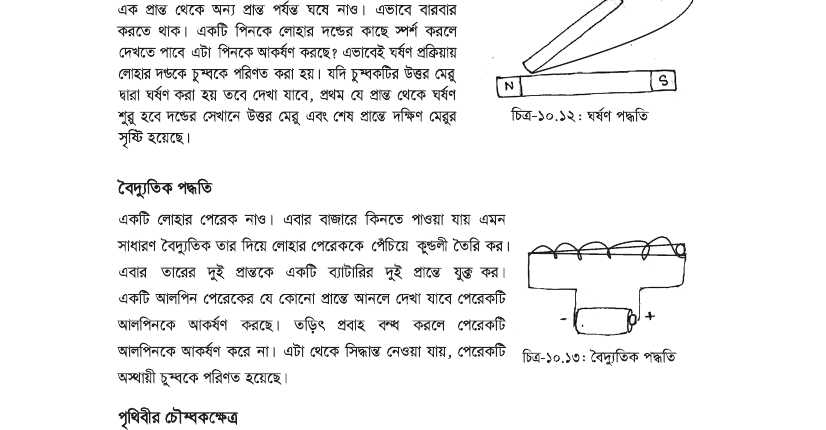 এক প্রান্ত থেকে অন্য প্রান্ত পর্যন্ত ঘষে নাও। এভাবে বারবার
করতে থাক। একটি পিনকে লোহার দন্ডের কাছে স্পর্শ করলে
দেখতে পাবে এটা পিনকে আকর্ষণ করছে? এভাবেই ঘর্ষণ প্রক্রিয়ায়
লোহার দন্ডকে চুম্বকে পরিণত করা হয়। যদি চুম্বকটির উত্তর মেরু
দ্বারা ঘর্ষণ করা হয় তবে দেখা যাবে, প্রথম যে প্রান্ত থেকে ঘর্ষণ
শুরু হবে দন্ডের সেখানে উত্তর মেরু এবং শেষ প্রান্তে দক্ষিণ মেরুর
সৃষ্টি হয়েছে।
N S
চিত্র-১০.১২: ঘর্ষণ পদ্ধতি
বৈদ্যুতিক পদ্ধতি
একটি লোহার পেরেক নাও। এবার বাজারে কিনতে পাওয়া যায় এমন
সাধারণ বৈদ্যুতিক তার দিয়ে লোহার পেরেককে পেঁচিয়ে কুন্ডলী তৈরি কর।
এবার তারের দুই প্রান্তকে একটি ব্যাটারির দুই প্রান্তে যুক্ত কর।
একটি আলপিন পেরেকের যে কোনো প্রান্তে আনলে দেখা যাবে পেরেকটি
আলপিনকে আকর্ষণ করছে। তড়িৎ প্রবাহ বন্ধ করলে পেরেকটি
আলপিনকে আকর্ষণ করে না। এটা থেকে সিদ্ধান্ত নেওয়া যায়, পেরেকটি
অস্থায়ী চুম্বকে পরিণত হয়েছে।
- +
চিত্র-১০.১৩: বৈদ্যুতিক পদ্ধতি
পৃথিবীর চৌম্বকক্ষেত্র